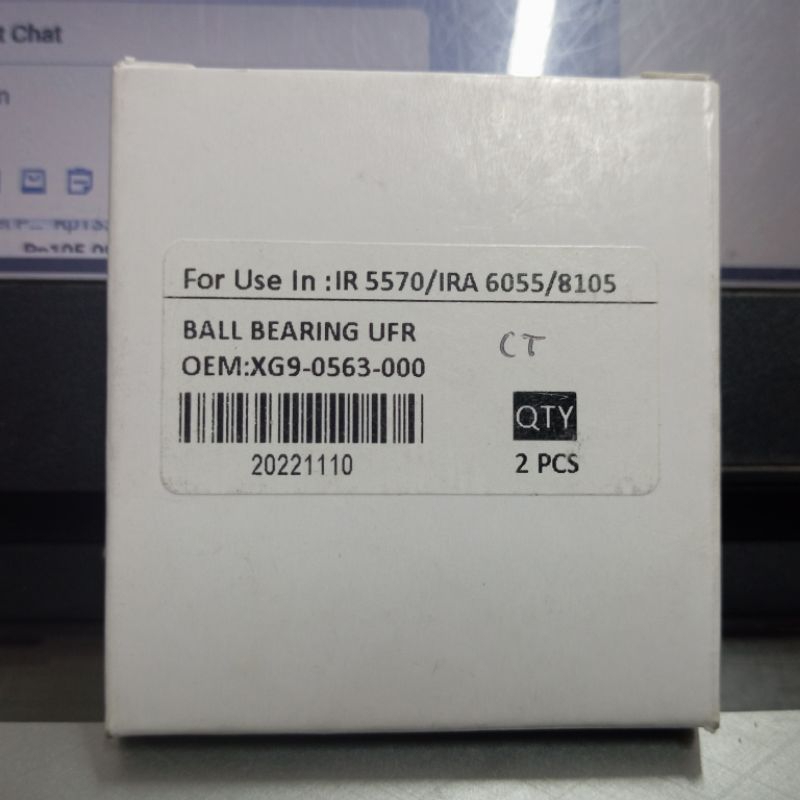 Chat
For Use In :IR 5570/IRA 6055/8105
BALL BEARING UFR
CT
OEM:XG9-0563-000
QTY
20221110
2 PCS